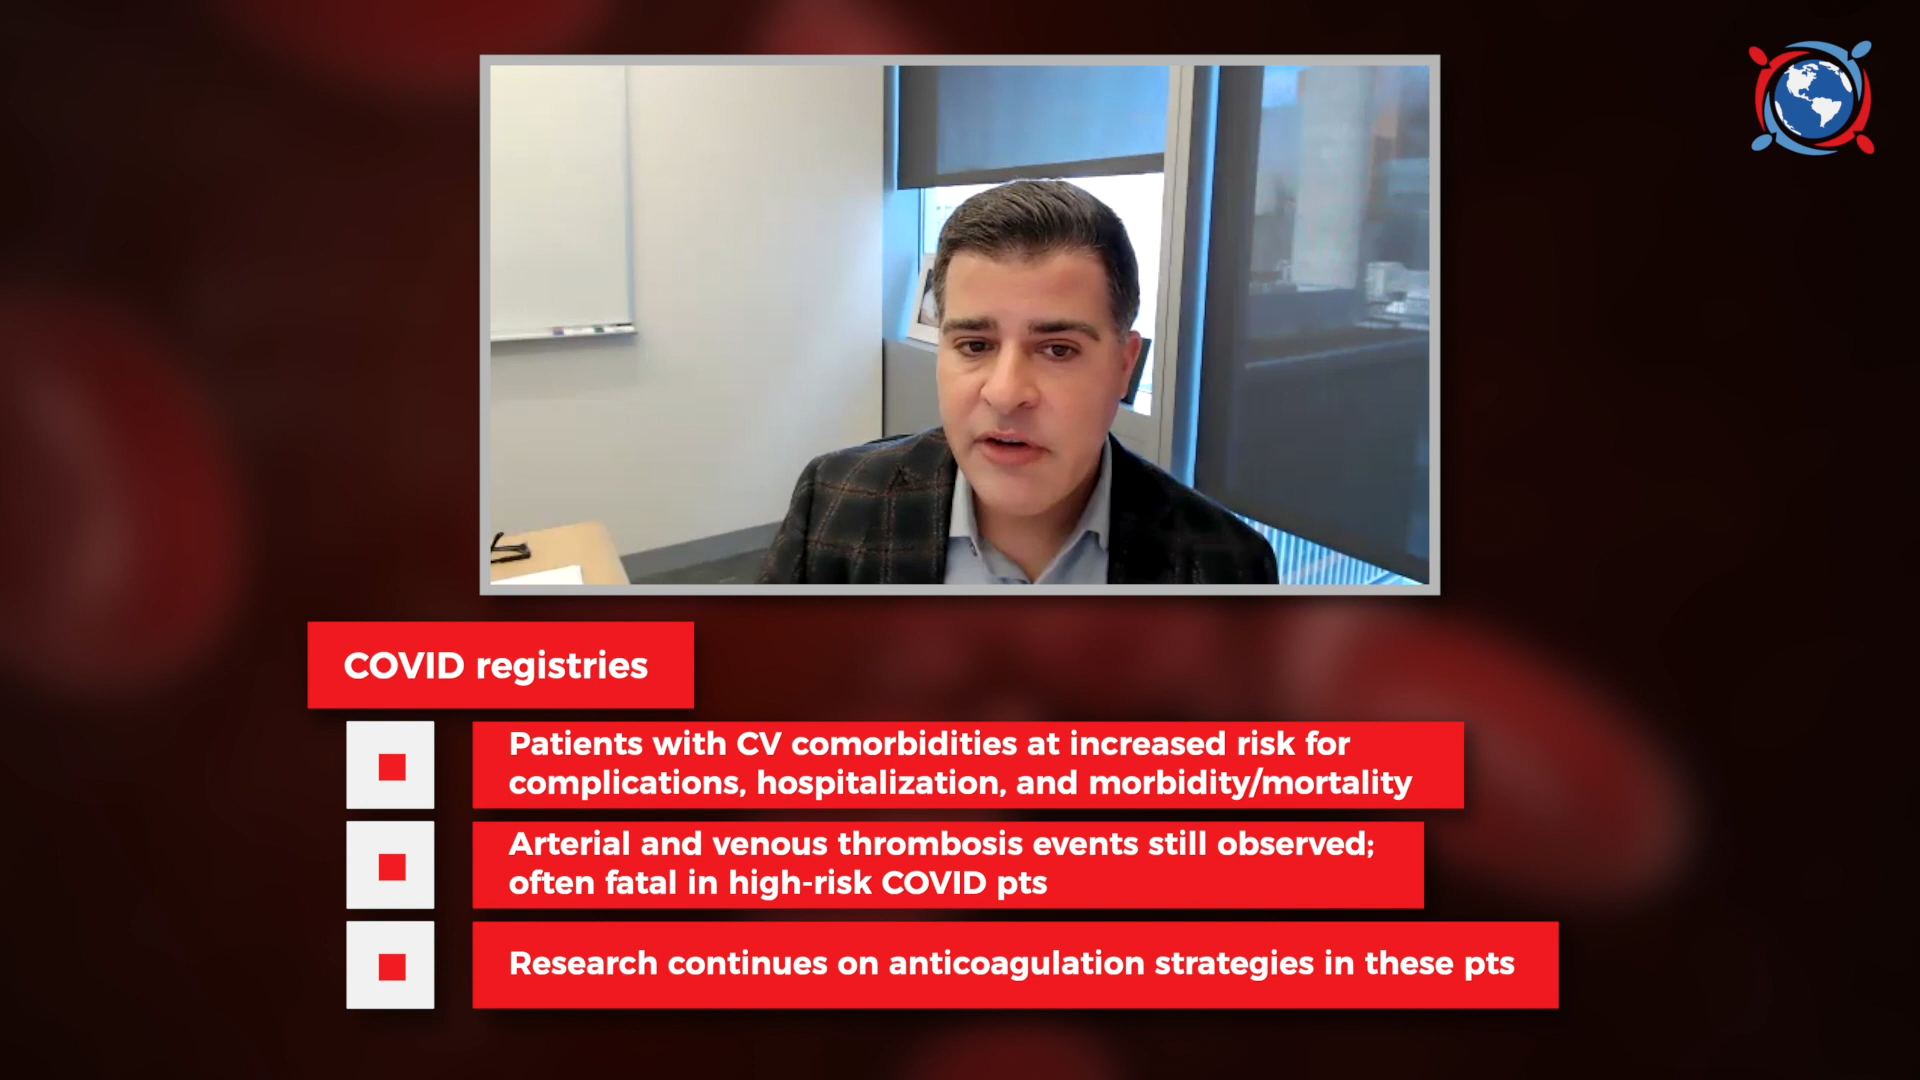 COVID registries
Patients with CV comorbidities at increased risk for
complications, hospitalization, and morbidity/mortality
Arterial and venous thrombosis events still observed;
often fatal in high-risk COVID pts
Research continues on anticoagulation strategies in these pts